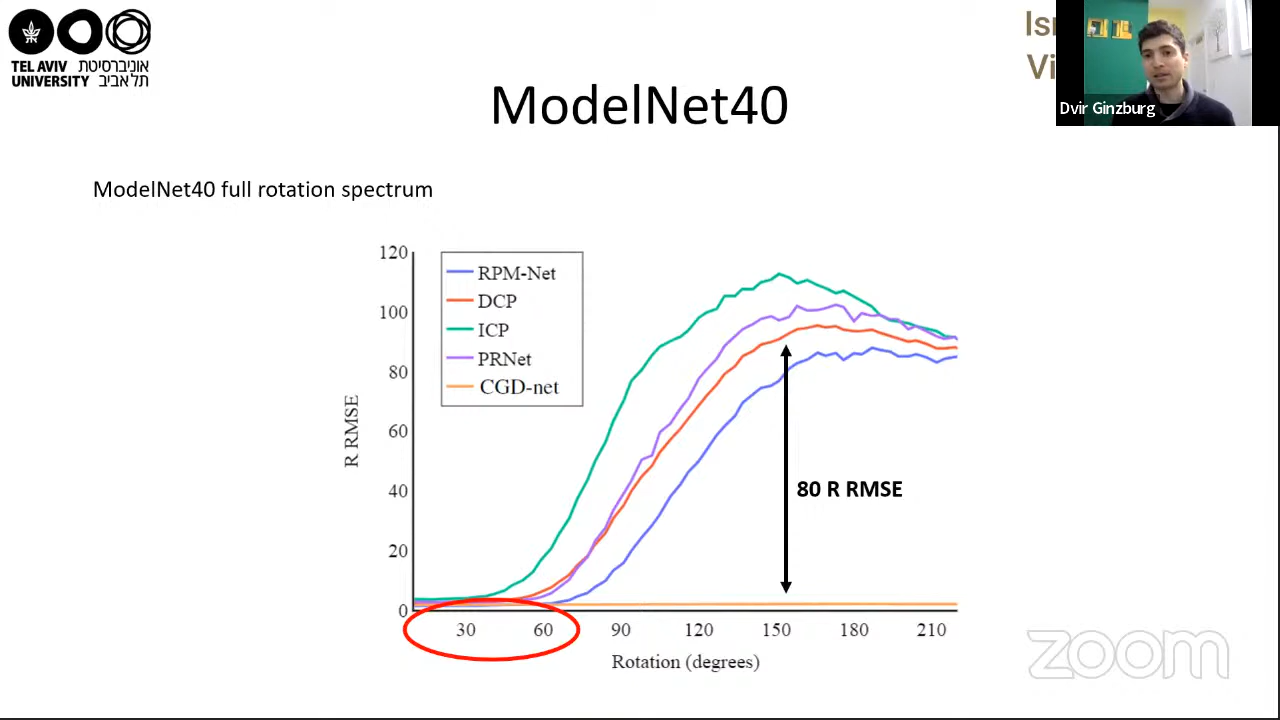 TEL AVIV אוניברסיטת
UNIVERSITY תל אביב
Dvir Ginzburg
ModelNet40
ModelNet40 full rotation spectrum
120
100
80
60
40
20
0
R RMSE
RPM-Net
DCP
ICP
PRNet
CGD-net
80 R RMSE
30 60 90 120 150 180 210
Rotation (degrees)
zoom